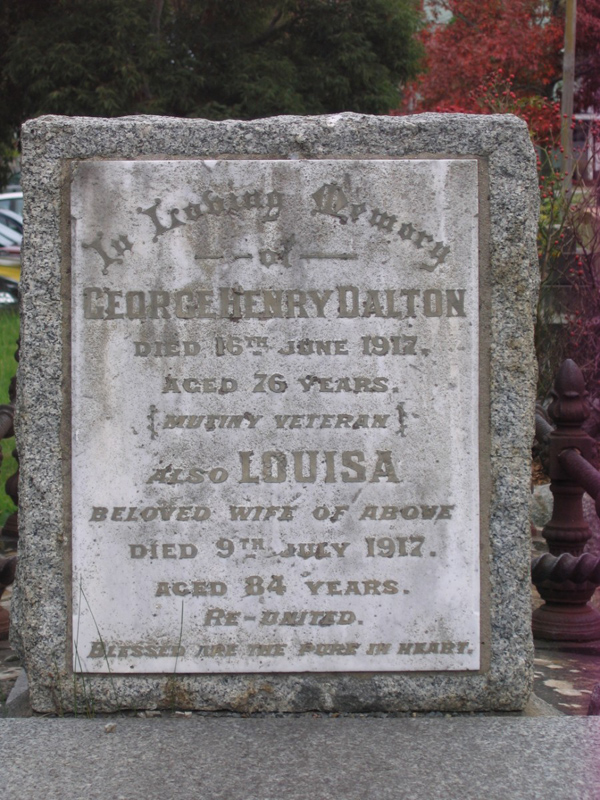 In Loving Memory
of
GEORGE HENRY DALTON
DIED 16TH JUNE 1917.
AGED 76 YEARS.
[MUTINY VETERAN]
ALSO LOUISA
BELOVED WIFE OF ABOVE
DIED 9TH JULY 1917.
AGED 84 YEARS.
RE-UNITED.
BLESSED ARE THE PURE IN HEART.